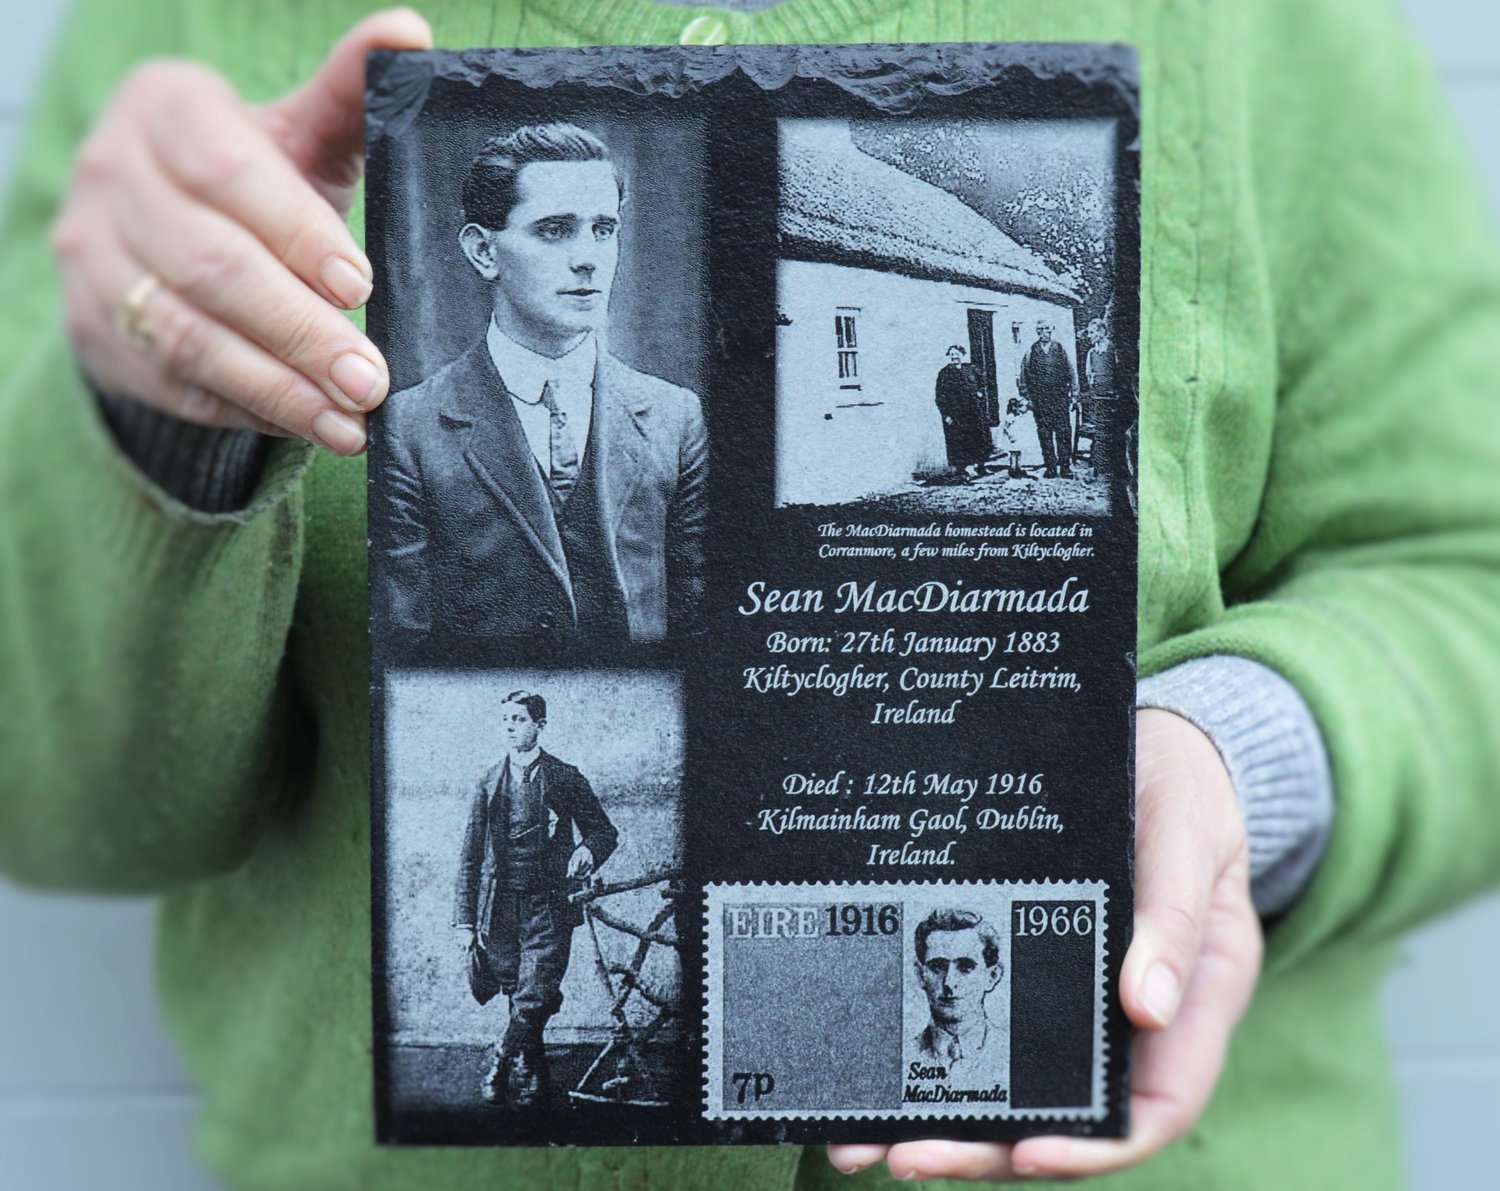 The MacDiarmada homestead is located in
Corranmore, a few miles from Kiltyclogher.
Sean MacDiarmada
Born: 27th January 1883
Kiltyclogher, County Leitrim,
Ireland
Died : 12th May 1916
Kilmainham Gaol, Dublin,
Ireland.
EIRE 1916 1966
7p
Sean
MacDiarmada